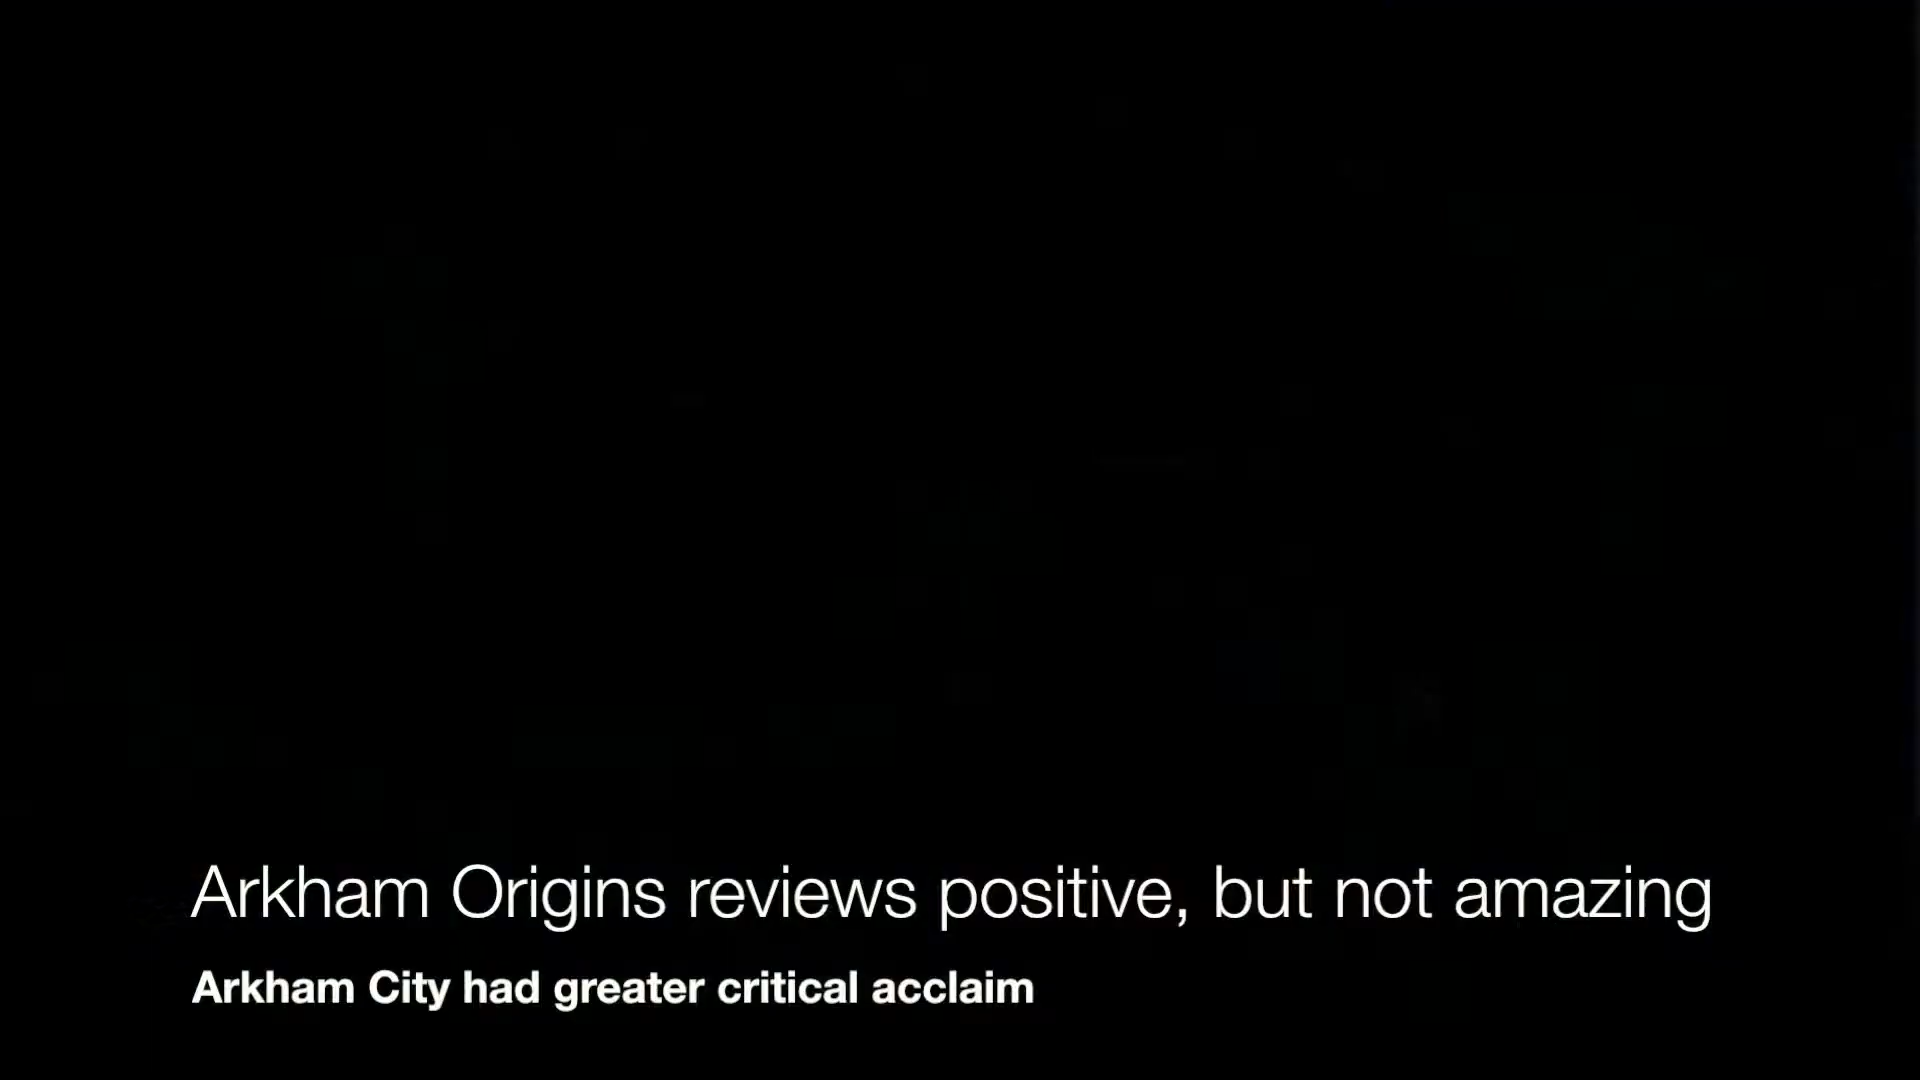 Arkham Origins reviews positive, but not amazing
Arkham City had greater critical acclaim